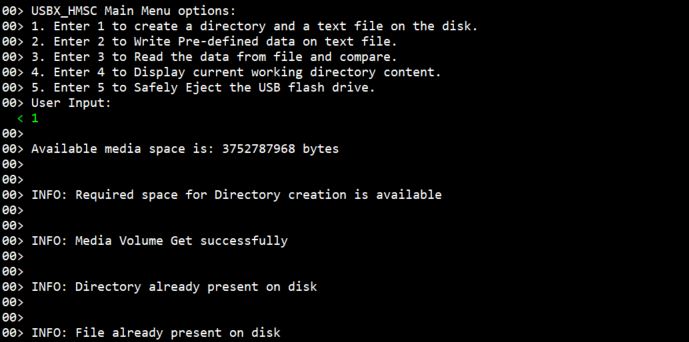 00> USBX_HMSC Main Menu options:
00> 1. Enter 1 to create a directory and a text file on the disk.
00> 2. Enter 2 to Write Pre-defined data on text file.
00> 3. Enter 3 to Read the data from file and compare.
00> 4. Enter 4 to Display current working directory content.
00> 5. Enter 5 to Safely Eject the USB flash drive.
00> User Input:
< 1
00>
00> Available media space is: 3752787968 bytes
00>
00>
00> INFO: Required space for Directory creation is available
00>
00>
00> INFO: Media Volume Get successfully
00>
00>
00> INFO: Directory already present on disk
00>
00>
00> INFO: File already present on disk